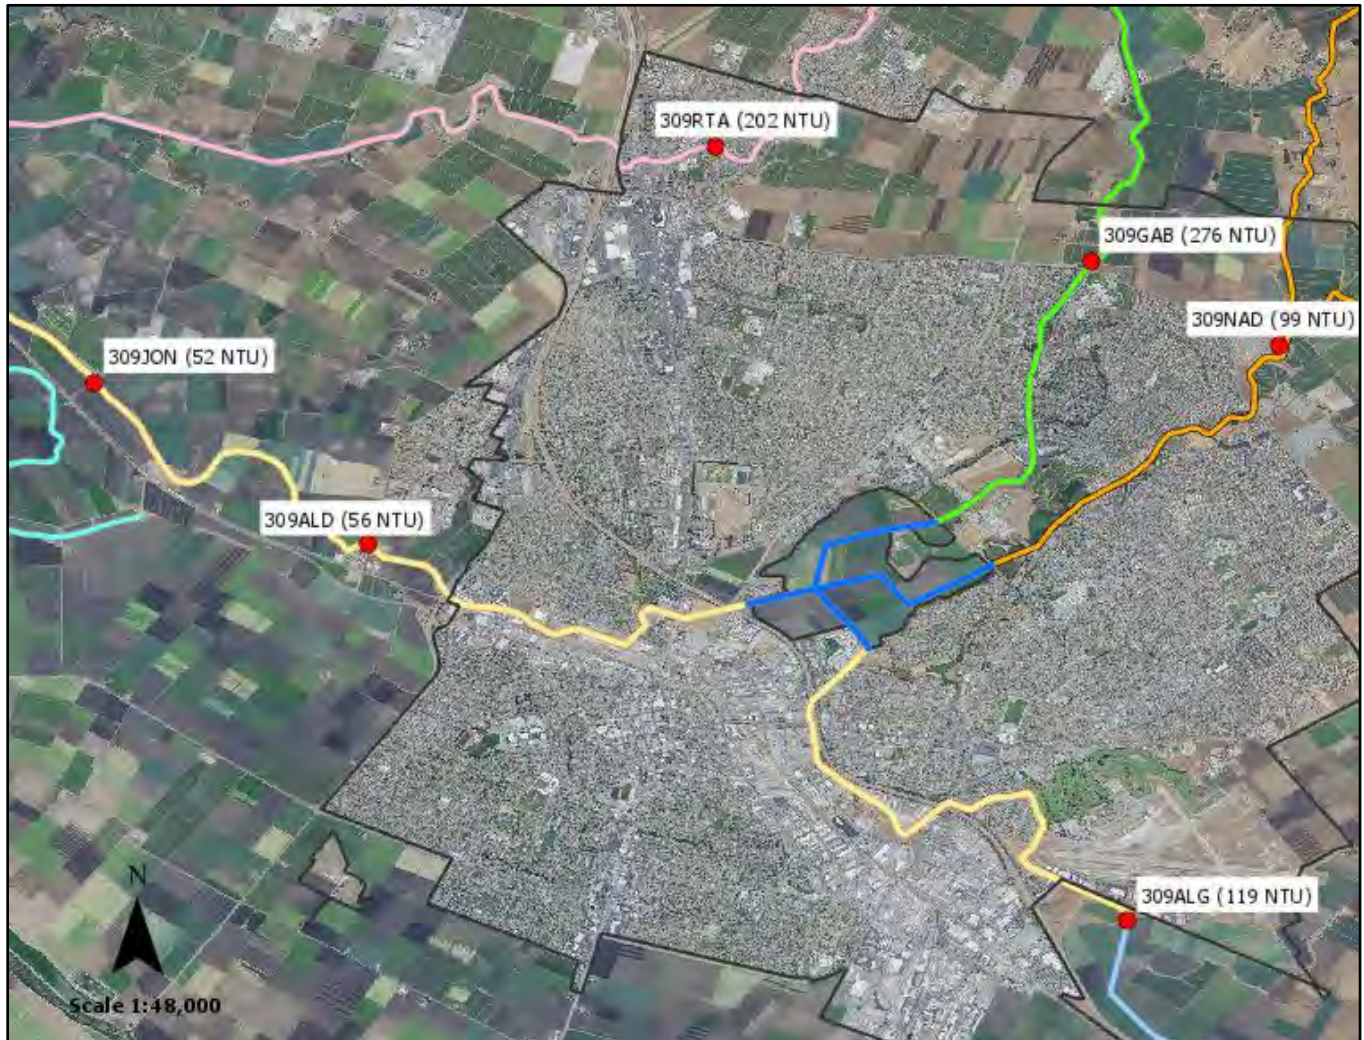 309RTA (202 NTU)
309GAB (276 NTU)
309NAD (99 NTU)
309JON (52 NTU)
309ALD (56 NTU)
309ALG (119 NTU)
N
Scale 1:48,000